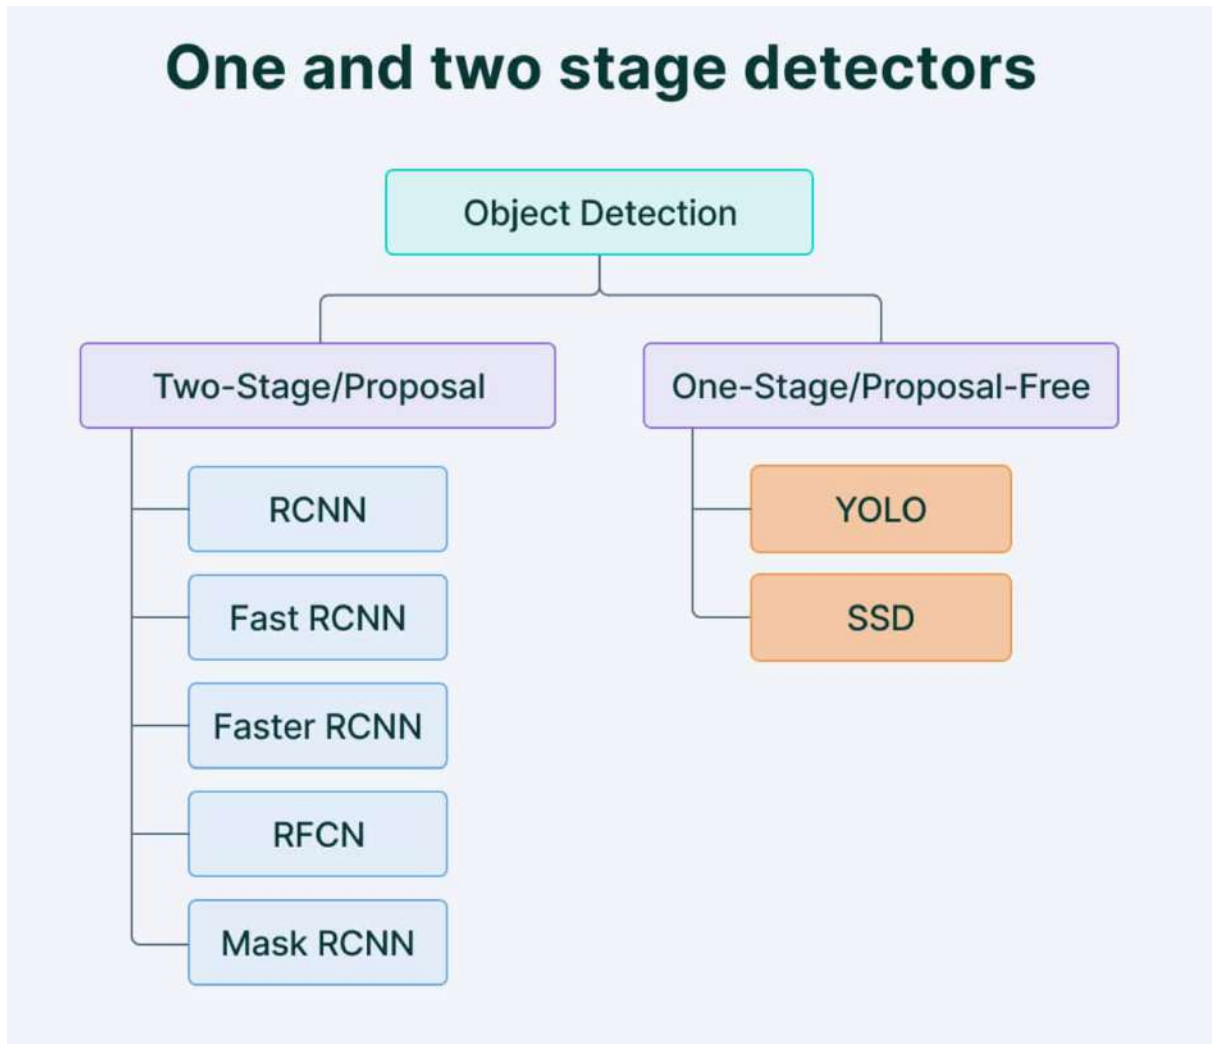 One and two stage detectors
Object Detection
Two-Stage/Proposal
RCNN
Fast RCNN
Faster RCNN
RFCN
Mask RCNN
One-Stage/Proposal-Free
YOLO
SSD